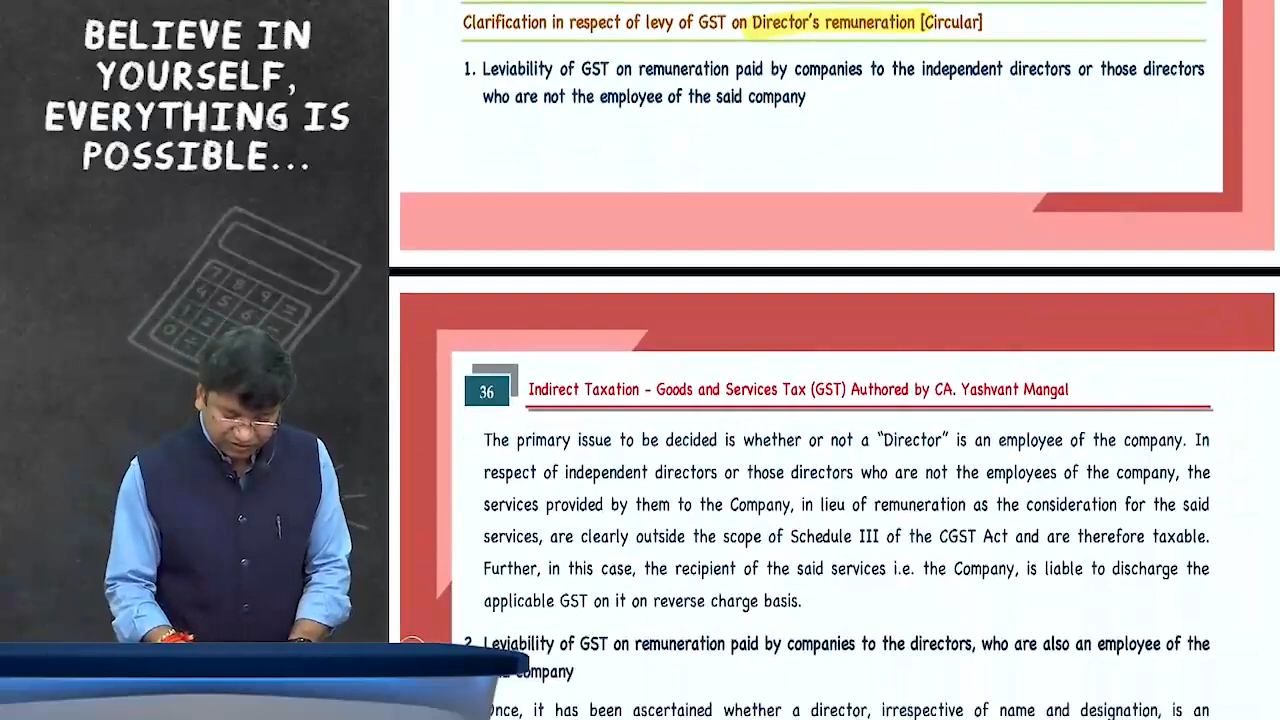 BELIEVE IN
YOURSELF,
EVERYTHING IS
POSSIBLE...
Clarification in respect of levy of GST on Director's remuneration [Circular]
1. Leviability of GST on remuneration paid by companies to the independent directors or those directors
who are not the employee of the said company
36
Indirect Taxation - Goods and Services Tax (GST) Authored by CA. Yashvant Mangal
The primary issue to be decided is whether or not a "Director" is an employee of the company. In
respect of independent directors or those directors who are not the employees of the company, the
services provided by them to the Company, in lieu of remuneration as the consideration for the said
services, are clearly outside the scope of Schedule III of the CGST Act and are therefore taxable.
Further, in this case, the recipient of the said services i.e. the Company, is liable to discharge the
applicable GST on it on reverse charge basis.
2. Leviability of GST on remuneration paid by companies to the directors, who are also an employee of the
company
Once, it has been ascertained whether a director, irrespective of name and designation, is an